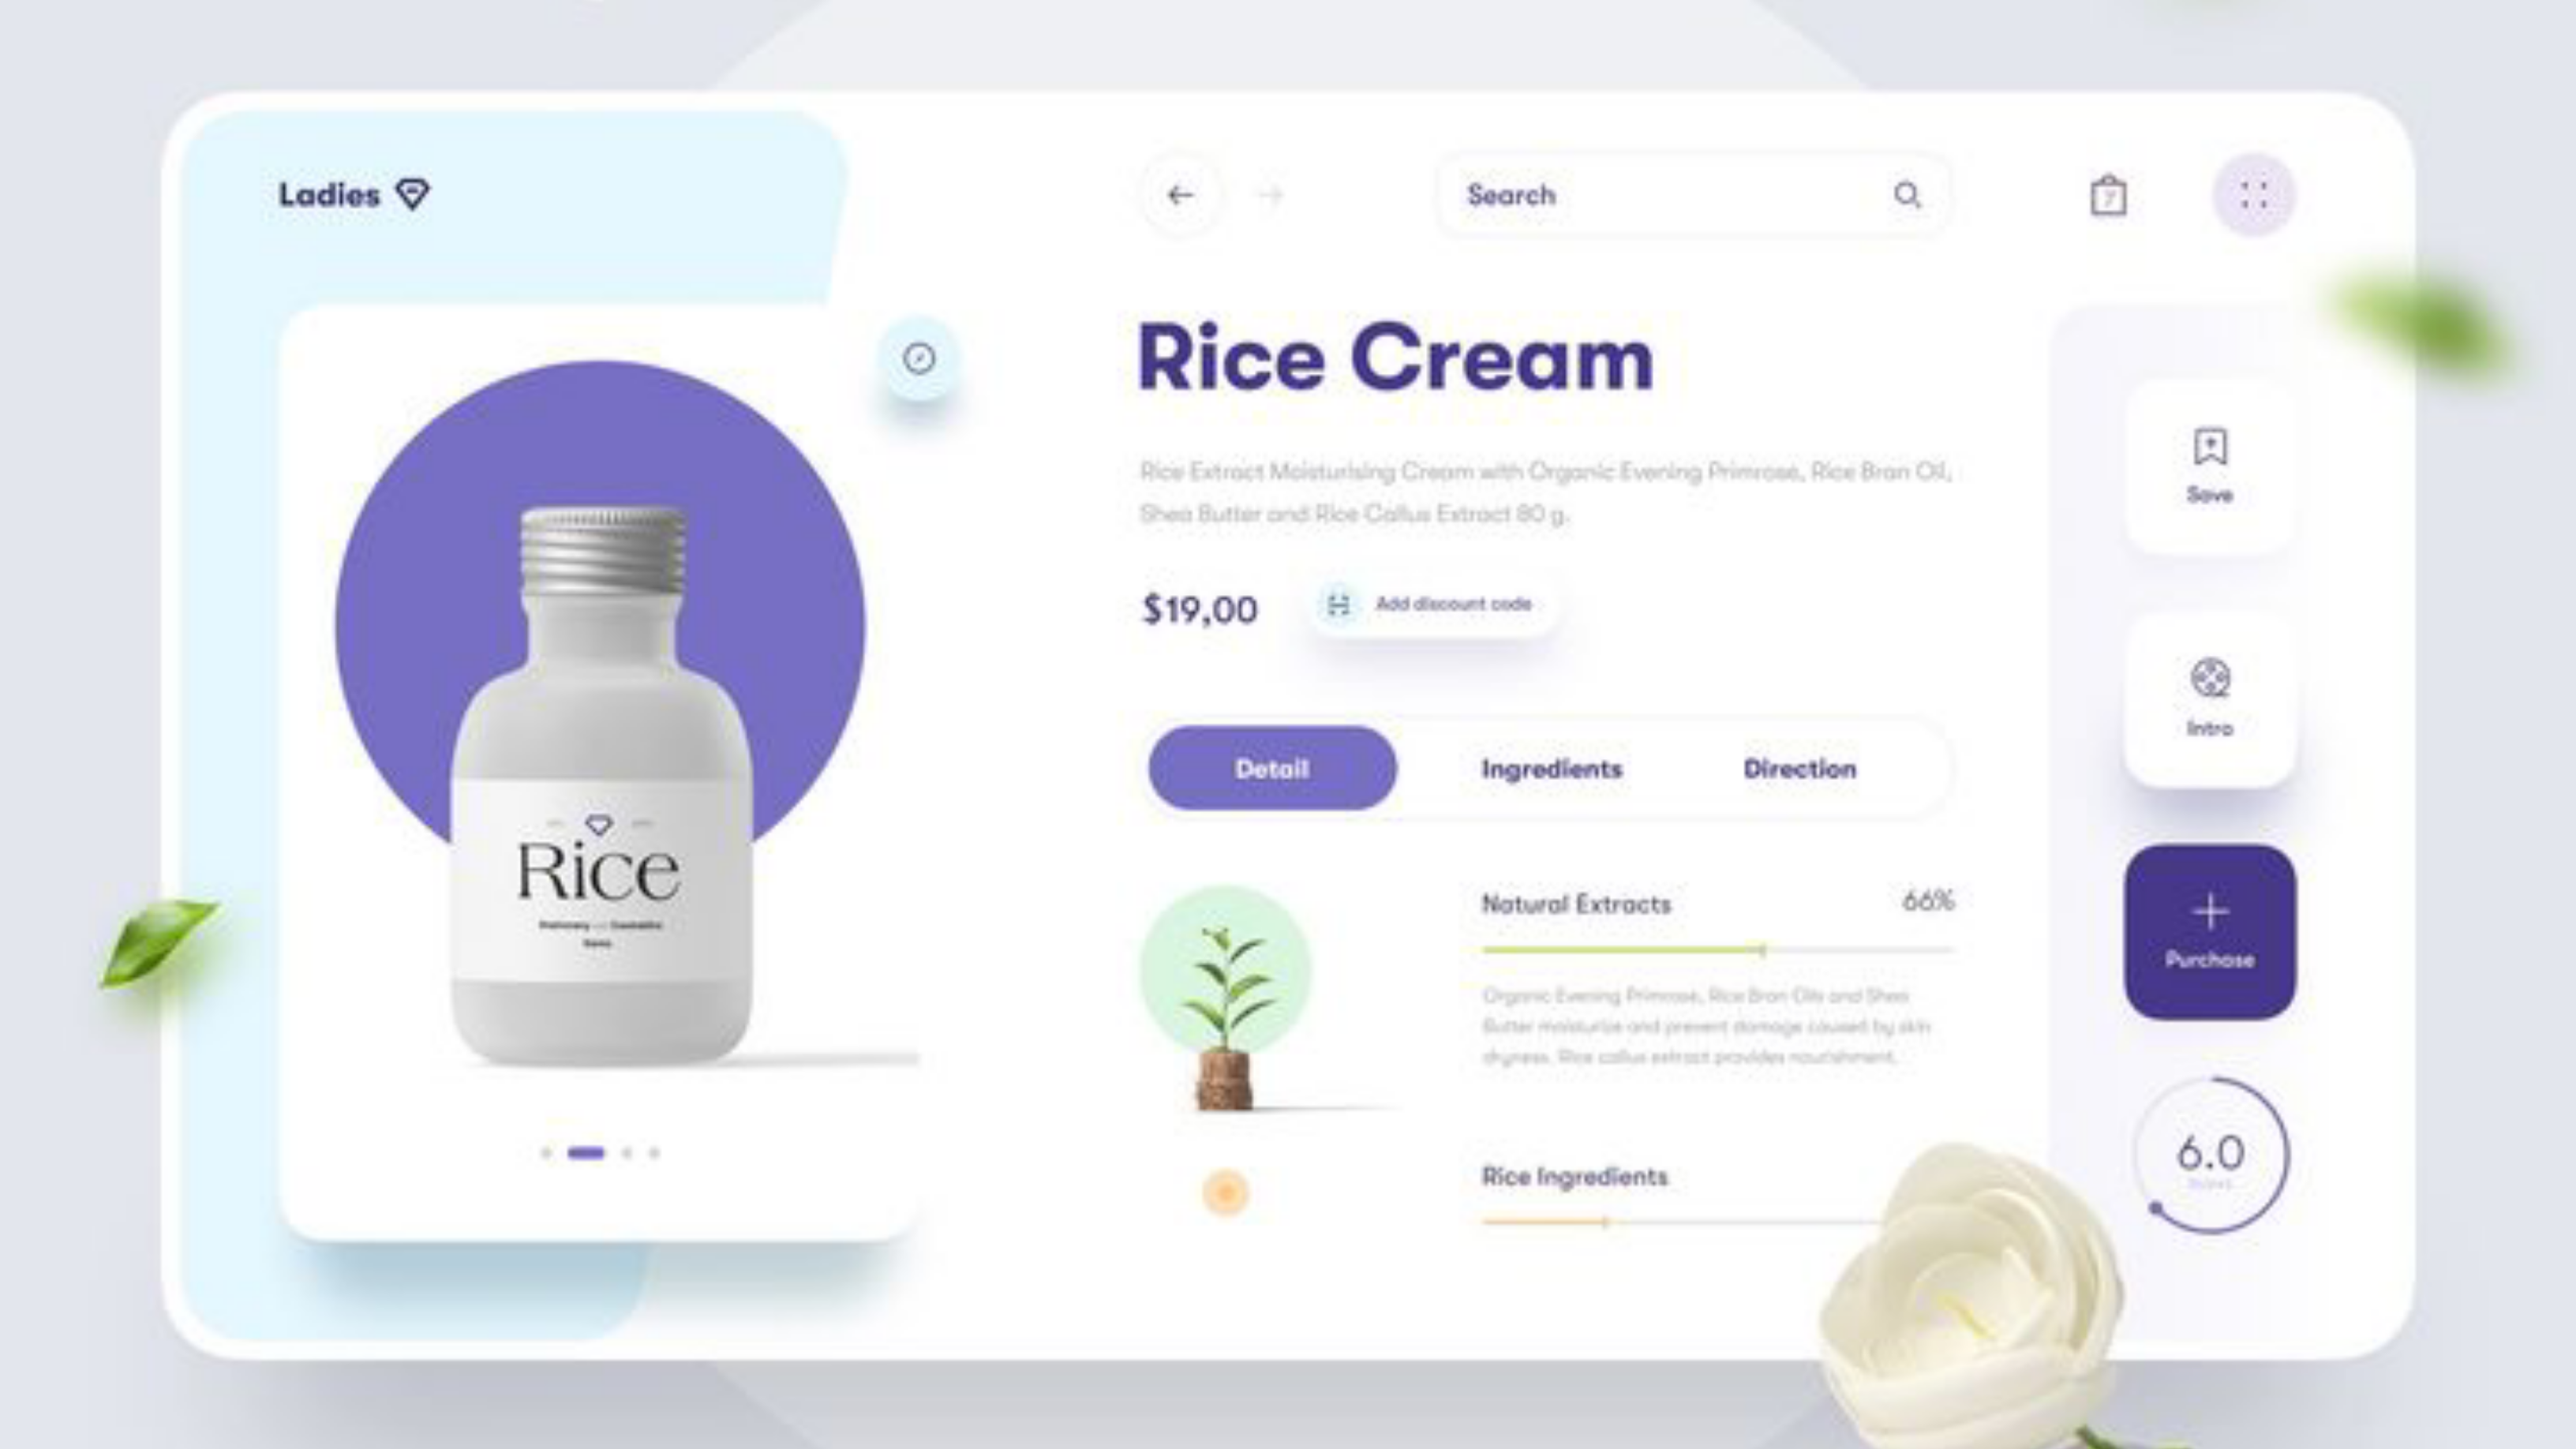 Ladies
Search
7
Rice Cream
Rice Extract Moisturising Cream with Organic Evening Primrose, Rice Bran Oil,
Shea Butter and Rice Callus Extract 80 g.
$19,00
Add discount code
Detail
Ingredients
Direction
Natural Extracts
66%
Organic Evening Primrose, Rice Bran Oils and Shea
Butter moisturize and prevent damage caused by skin
dryness. Rice callus extract provides nourishment.
Rice Ingredients
Save
Intro
Purchase
6.0
Rice